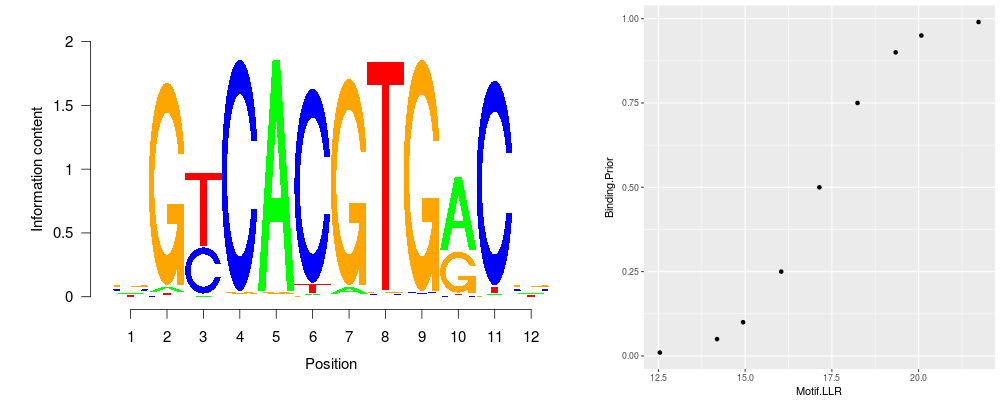 Information content
2
1.5
1
0.5
0
G T C A C G T G A C
C G
1 2 3 4 5 6 7 8 9 10 11 12
Position
Binding.Prior
1.00
0.75
0.50
0.25
0.00
12.5 15.0 17.5 20.0
Motif.LLR